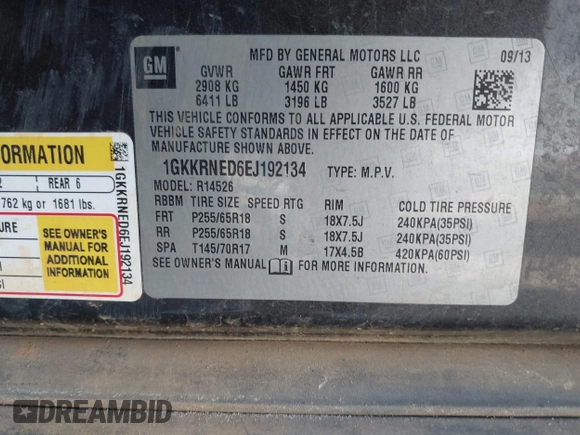 GM
MFD BY GENERAL MOTORS LLC 09/13
GVWR GAWR FRT GAWR RR
2908 KG 1450 KG 1600 KG
6411 LB 3196 LB 3527 LB
THIS VEHICLE CONFORMS TO ALL APPLICABLE U.S. FEDERAL MOTOR
VEHICLE SAFETY STANDARDS IN EFFECT ON THE DATE OF
MANUFACTURE SHOWN ABOVE.
1GKKRNED6EJ192134 TYPE: M.P.V.
MODEL: R14526
RBBM TIRE SIZE SPEED RTG RIM COLD TIRE PRESSURE
FRT P255/65R18 S 18X7.5J 240KPA(35PSI)
RR P255/65R18 S 18X7.5J 240KPA(35PSI)
SPA T145/70R17 M 17X4.5B 420KPA(60PSI)
SEE OWNER'S MANUAL FOR MORE INFORMATION.
ORMATION
2 REAR 6
762 kg or 1681 lbs.
SEE OWNER'S
MANUAL FOR
ADDITIONAL
INFORMATION
1GKKRNED6EJ192134
DREAMBID